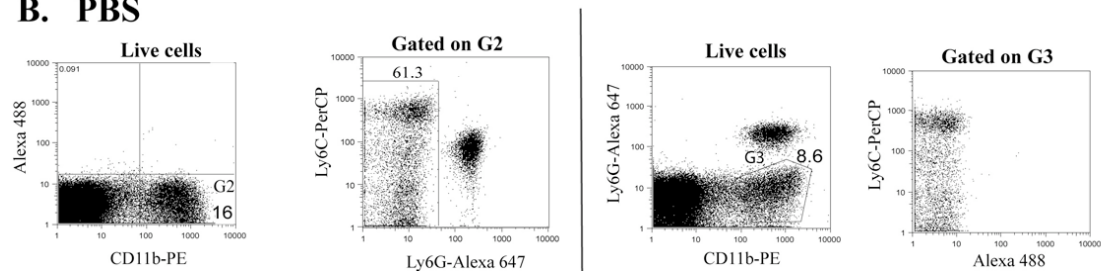 B. PBS
Live cells
10000
1000
100
10
1
1
10
100
1000
10000
0.091
G2
16
Alexa 488
CD11b-PE
Gated on G2
10000
1000
100
10
1
1
10
100
1000
10000
61.3
Ly6C-PerCP
Ly6G-Alexa 647
Live cells
10000
1000
100
10
1
1
10
100
1000
10000
G3
8.6
Ly6G-Alexa 647
CD11b-PE
Gated on G3
10000
1000
100
10
1
1
10
100
1000
10000
Ly6C-PerCP
Alexa 488